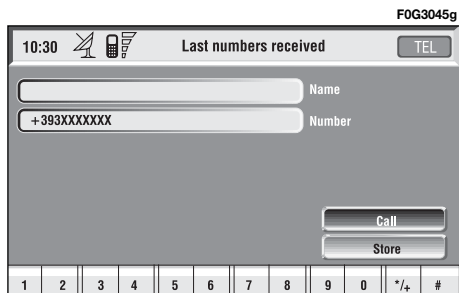 F0G3045g
10:30 Last numbers received TEL
Name
+393XXXXXXX Number
Call
Store
1 2 3 4 5 6 7 8 9 0 */+ #